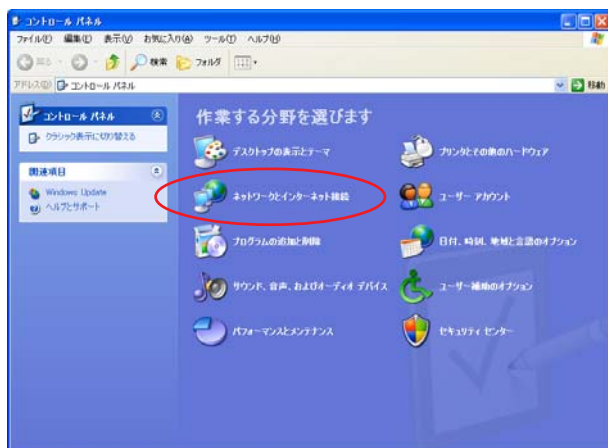 コントロール パネル
ファイル(F) 編集(E) 表示(V) お気に入り(A) ツール(T) ヘルプ(H)
戻る 検索 フォルダ
アドレス(D) コントロール パネル 移動
コントロール パネル
クラシック表示に切り替える
関連項目
Windows Update
ヘルプとサポート
作業する分野を選びます
デスクトップの表示とテーマ プリンタとその他のハードウェア
ネットワークとインターネット接続 ユーザー アカウント
プログラムの追加と削除 日付、時刻、地域と言語のオプション
サウンド、音声、およびオーディオ デバイス ユーザー補助のオプション
パフォーマンスとメンテナンス セキュリティ センター